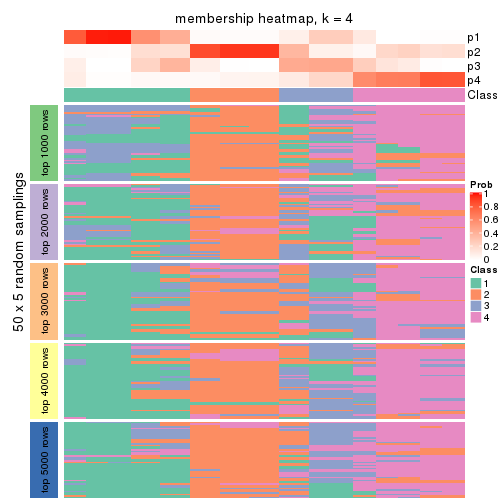 membership heatmap, k = 4
p1
p2
p3
p4
Class
50 x 5 random samplings
top 1000 rows
top 2000 rows
top 3000 rows
top 4000 rows
top 5000 rows
Prob
1
0.8
0.6
0.4
0.2
0
Class
1
2
3
4